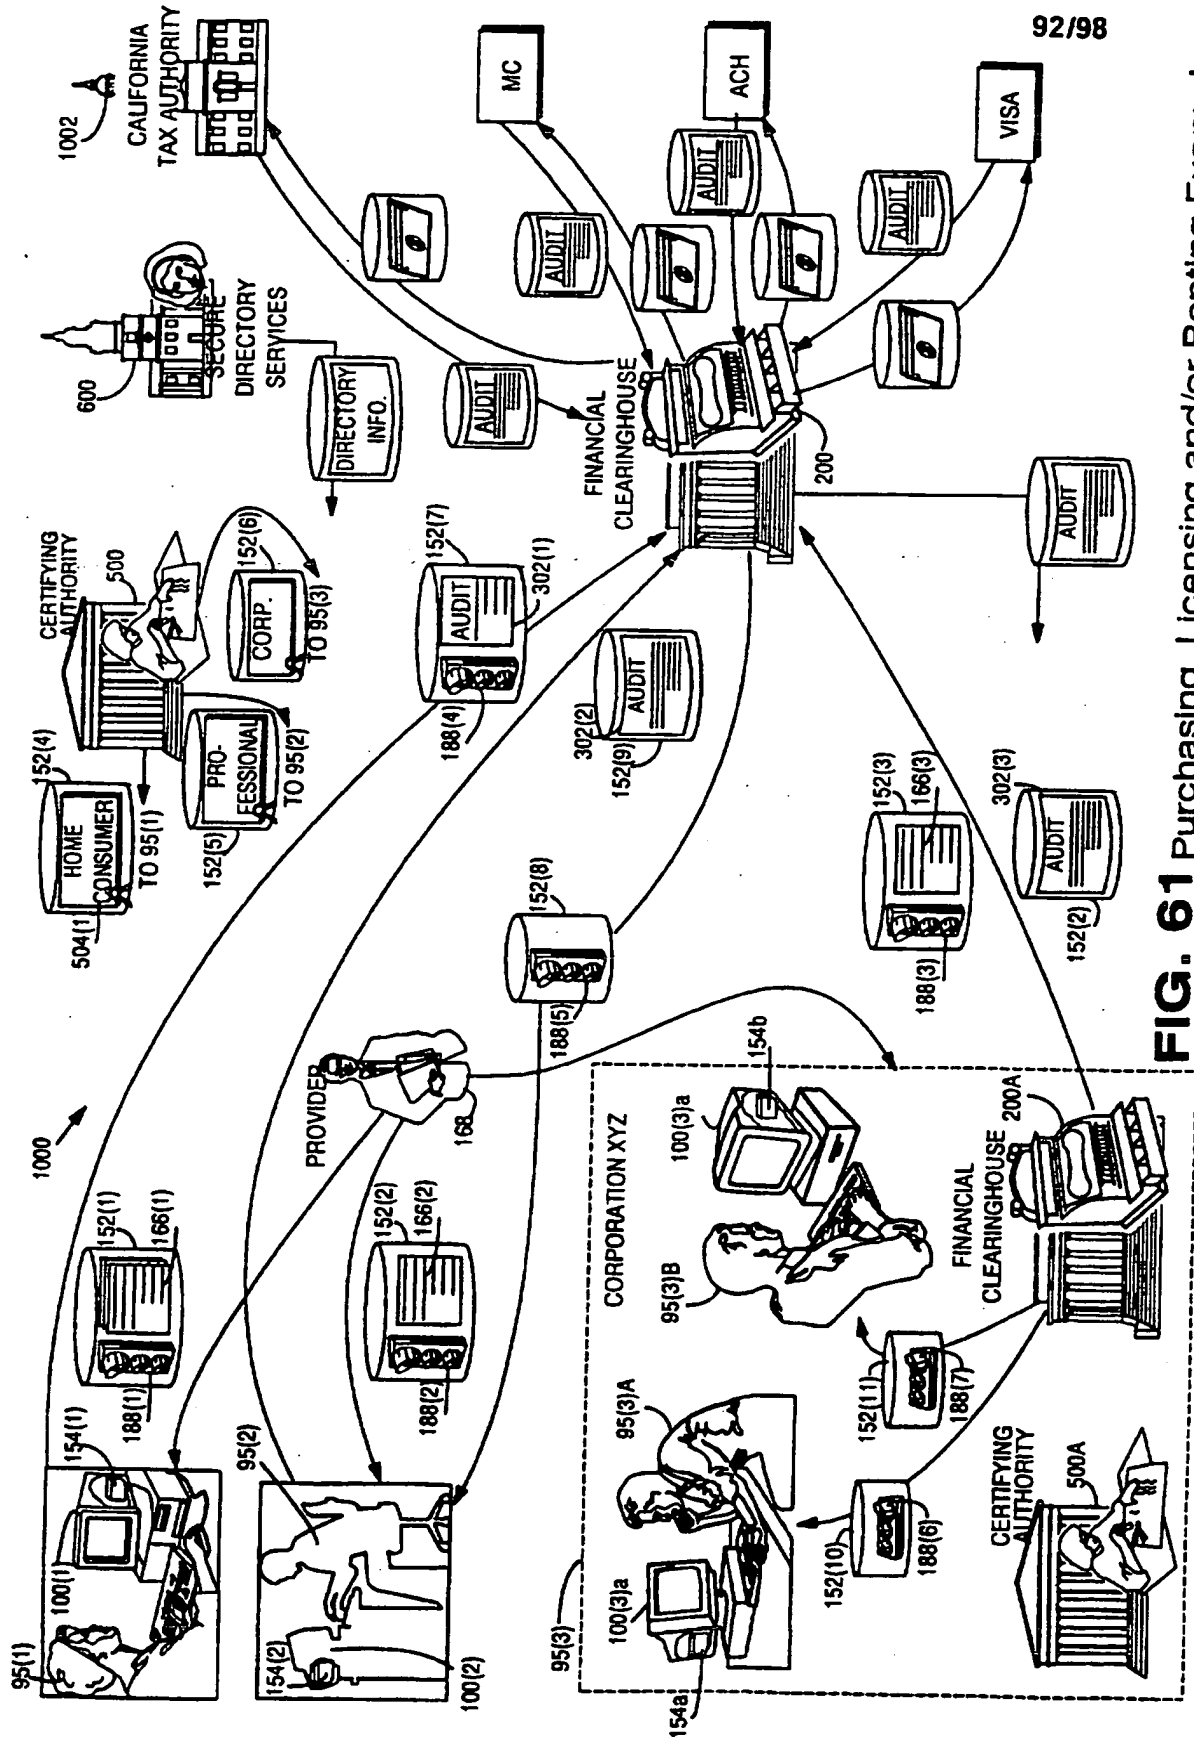 92/98
1002
CALIFORNIA
TAX AUTHORITY
MC
ACH
VISA
600
SECURE
DIRECTORY
SERVICES
DIRECTORY
INFO.
AUDIT
AUDIT
AUDIT
AUDIT
FINANCIAL
CLEARINGHOUSE
200
AUDIT
CERTIFYING
AUTHORITY
500
152(4)
HOME
CONSUMER
504(1)
TO 95(1)
PRO-
FESSIONAL
152(5)
TO 95(2)
152(6)
CORP.
TO 95(3)
152(7)
AUDIT
302(1)
188(4)
302(2)
AUDIT
152(9)
152(8)
188(5)
152(3)
166(3)
188(3)
302(3)
AUDIT
152(2)
1000
PROVIDER
168
152(1)
166(1)
188(1)
152(2)
166(2)
188(2)
95(1)
100(1)
154(1)
95(2)
154(2)
100(2)
95(3)
CORPORATION XYZ
100(3)a
154a
95(3)A
95(3)B
100(3)a
154b
152(10)
188(6)
152(11)
188(7)
FINANCIAL
CLEARINGHOUSE
200A
CERTIFYING
AUTHORITY
500A
FIG. 61 Purchasing, Licensing and/or Renting